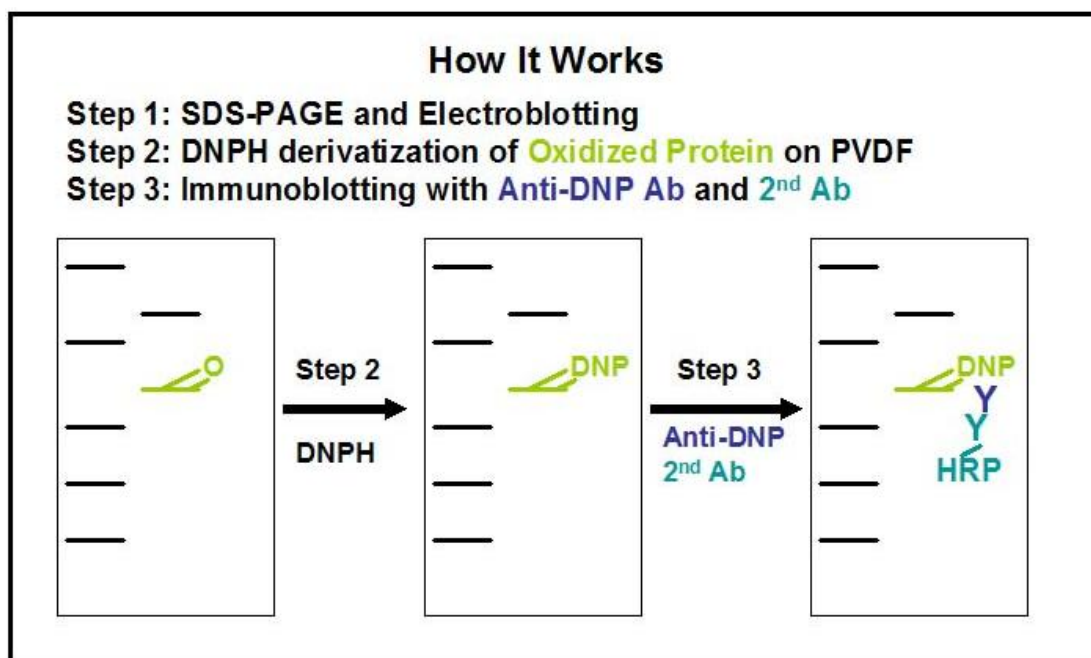 How It Works
Step 1: SDS-PAGE and Electroblotting
Step 2: DNPH derivatization of Oxidized Protein on PVDF
Step 3: Immunoblotting with Anti-DNP Ab and 2nd Ab
O
Step 2
DNPH
DNP
Step 3
Anti-DNP
2nd Ab
DNP
Y
Y
HRP